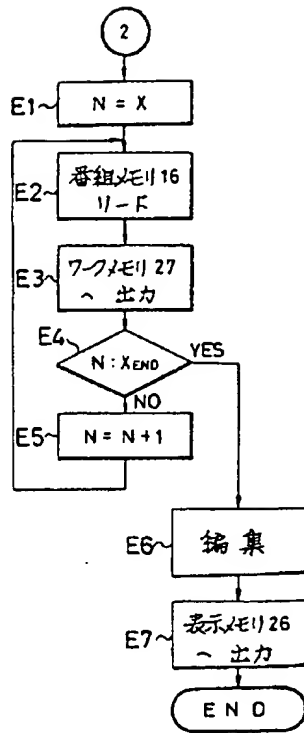 2
E1 N = X
E2 番組メモリ16
リード
E3 ワークメモリ27
へ 出力
E4 N : XEND
YES
NO
E5 N = N+1
E6 編集
E7 表示メモリ26
へ 出力
END